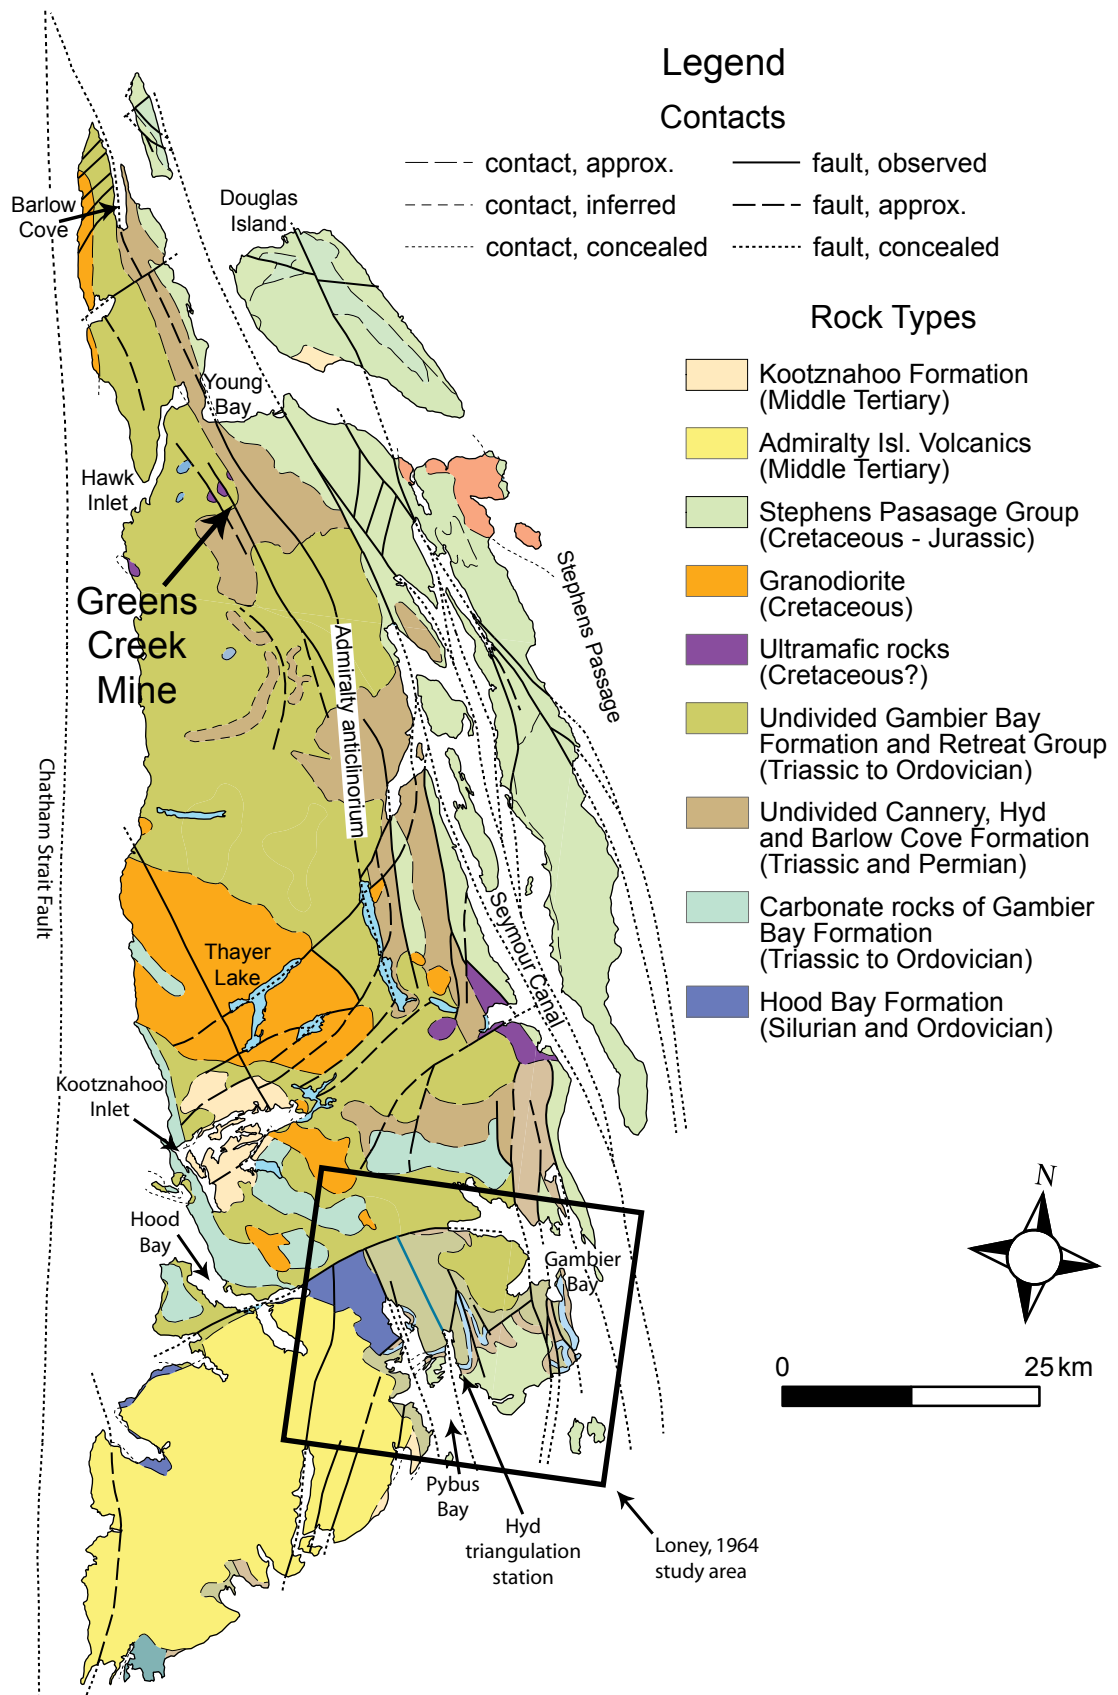 Legend
Contacts
contact, approx.
fault, observed
contact, inferred
fault, approx.
contact, concealed
fault, concealed
Rock Types
Kootznahoo Formation
(Middle Tertiary)
Admiralty Isl. Volcanics
(Middle Tertiary)
Stephens Pasasage Group
(Cretaceous - Jurassic)
Granodiorite
(Cretaceous)
Ultramafic rocks
(Cretaceous?)
Undivided Gambier Bay
Formation and Retreat Group
(Triassic to Ordovician)
Undivided Cannery, Hyd
and Barlow Cove Formation
(Triassic and Permian)
Carbonate rocks of Gambier
Bay Formation
(Triassic to Ordovician)
Hood Bay Formation
(Silurian and Ordovician)
Barlow
Cove
Douglas
Island
Young
Bay
Hawk
Inlet
Greens
Creek
Mine
Stephens Passage
Admiralty anticlinorium
Chatham Strait Fault
Seymour Canal
Thayer
Lake
Kootznahoo
Inlet
Hood
Bay
Gambier
Bay
N
0
25 km
Pybus
Bay
Hyd
triangulation
station
Loney, 1964
study area